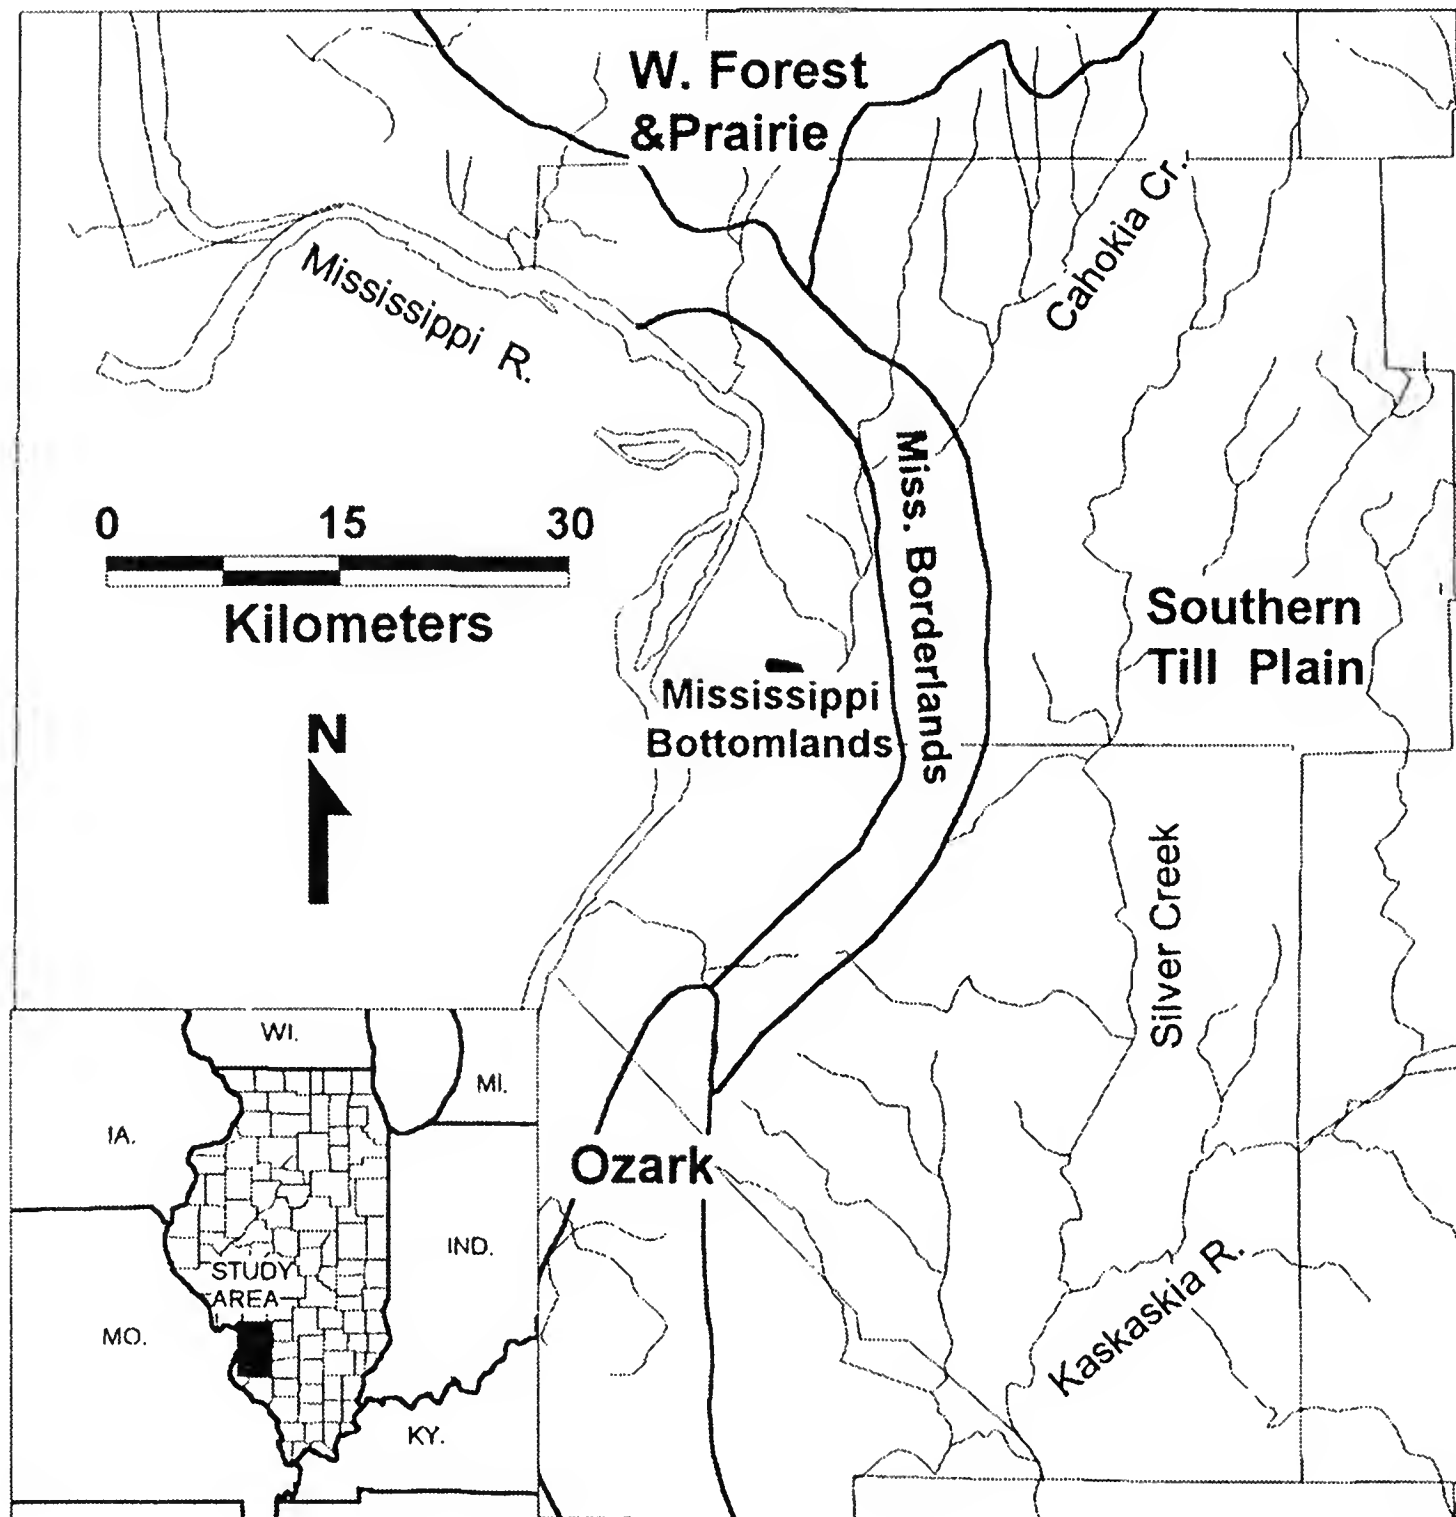 W. Forest
&Prairie
Cahokia Cr.
Mississippi R.
Miss. Borderlands
0 15 30
Kilometers
Southern
Till Plain
Mississippi
Bottomlands
N
Silver Creek
Ozark
Kaskaskia R.
WI.
MI.
IA.
IND.
STUDY
AREA
MO.
KY.